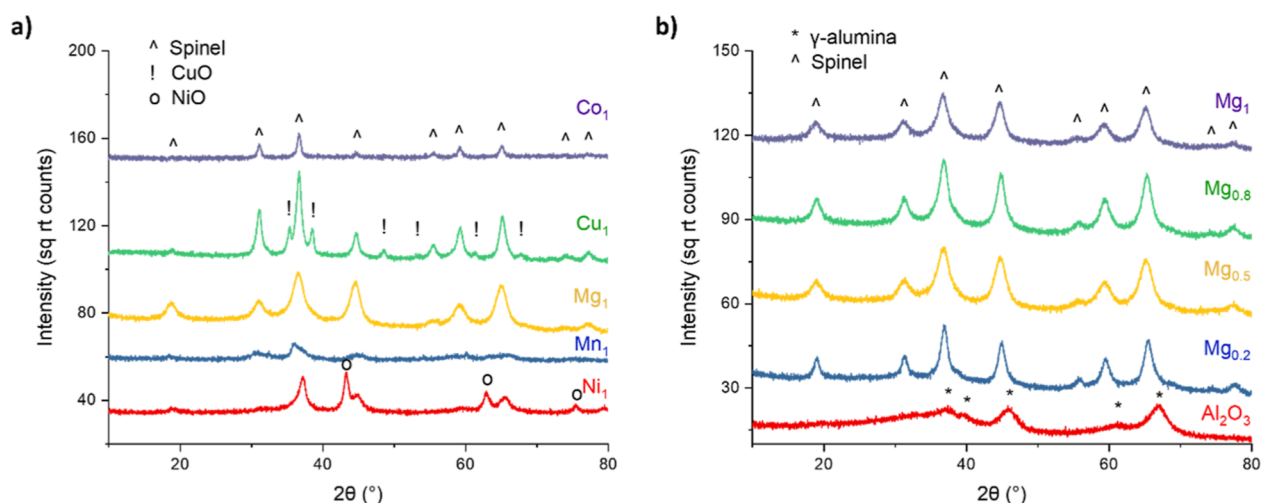 a)
^ Spinel
! CuO
o NiO
Intensity (sq rt counts)
200
160
120
80
40
Co₁
^ ^ ^ ^ ^ ^ ^ ^ ^
Cu₁
! ! ! ! ! !
Mg₁
Mn₁
Ni₁
o o o
20 40 60 80
2θ (°)
b)
* γ-alumina
^ Spinel
Intensity (sq rt counts)
150
120
90
60
30
^ ^ ^ ^ ^ ^ ^ ^ ^
Mg₁
Mg₀.₈
Mg₀.₅
Mg₀.₂
* * * * *
Al₂O₃
20 40 60 80
2θ (°)